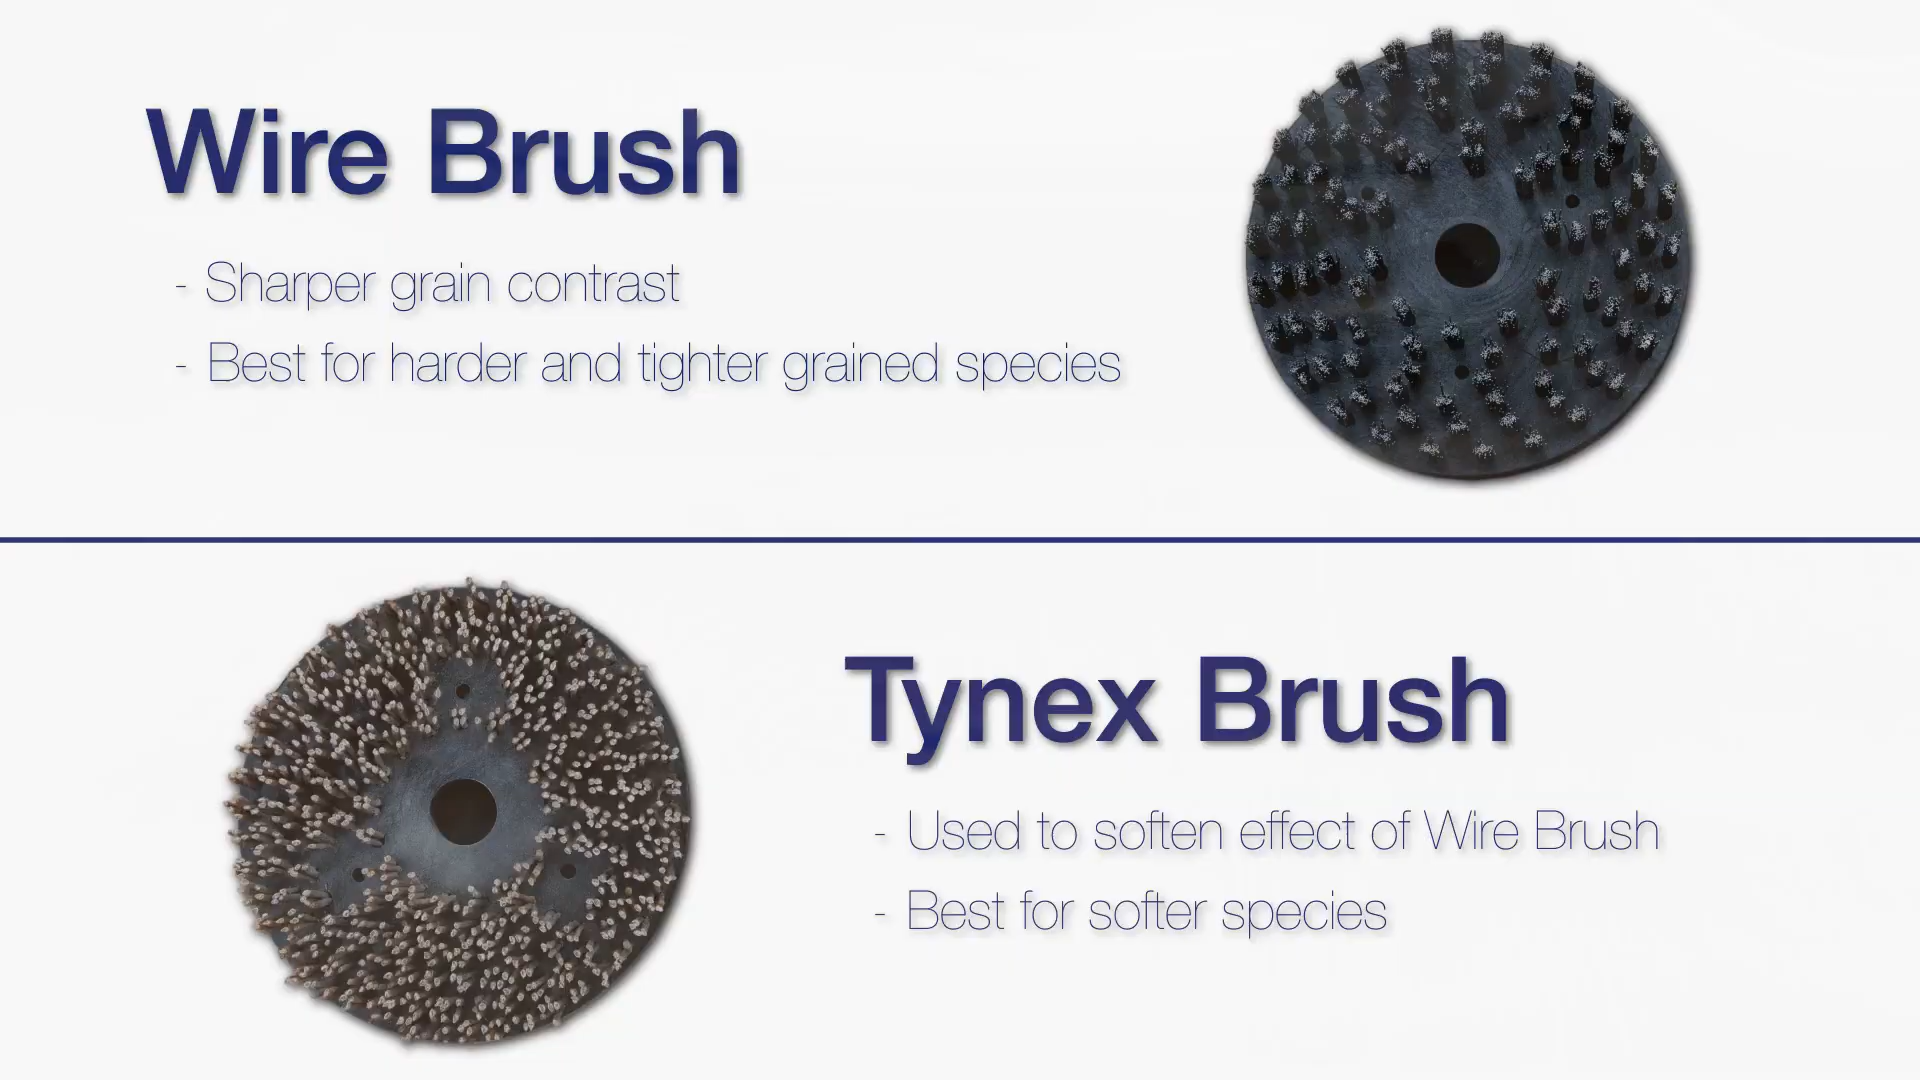 Wire Brush
- Sharper grain contrast
- Best for harder and tighter grained species
Tynex Brush
- Used to soften effect of Wire Brush
- Best for softer species